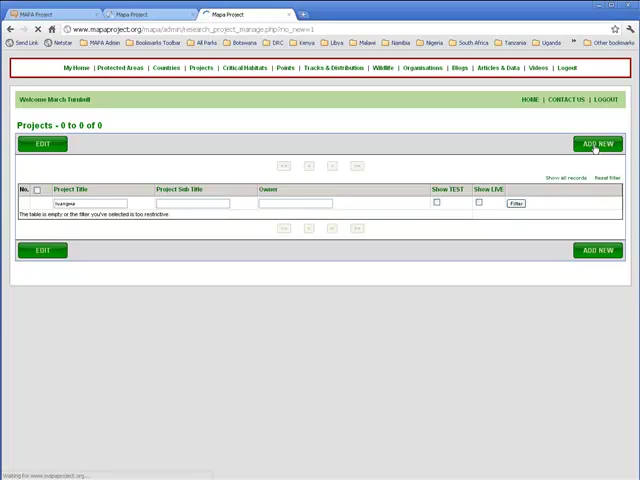 MAPA Project
Mapa Project
Mapa Project
www.mapaproject.org/mapa/admin/research_project_manage.php?no_new=1
Send Link Netstar MAPA Admin Bookmarks Toolbar All Parks Botswana DRC Kenya Libya Malawi Namibia Nigeria South Africa Tanzania Uganda » Other bookmarks
My Home | Protected Areas | Countries | Projects | Critical Habitats | Points | Tracks & Distribution | Wildlife | Organisations | Blogs | Articles & Data | Videos | Logout
Welcome March Turnbull HOME | CONTACT US | LOGOUT
Projects - 0 to 0 of 0
EDIT ADD NEW
<< < > >>
Show all records Reset filter
No. Project Title Project Sub Title Owner Show TEST Show LIVE
luangwa Filter
The table is empty or the filter you've selected is too restrictive.
<< < > >>
EDIT ADD NEW
Waiting for www.mapaproject.org...